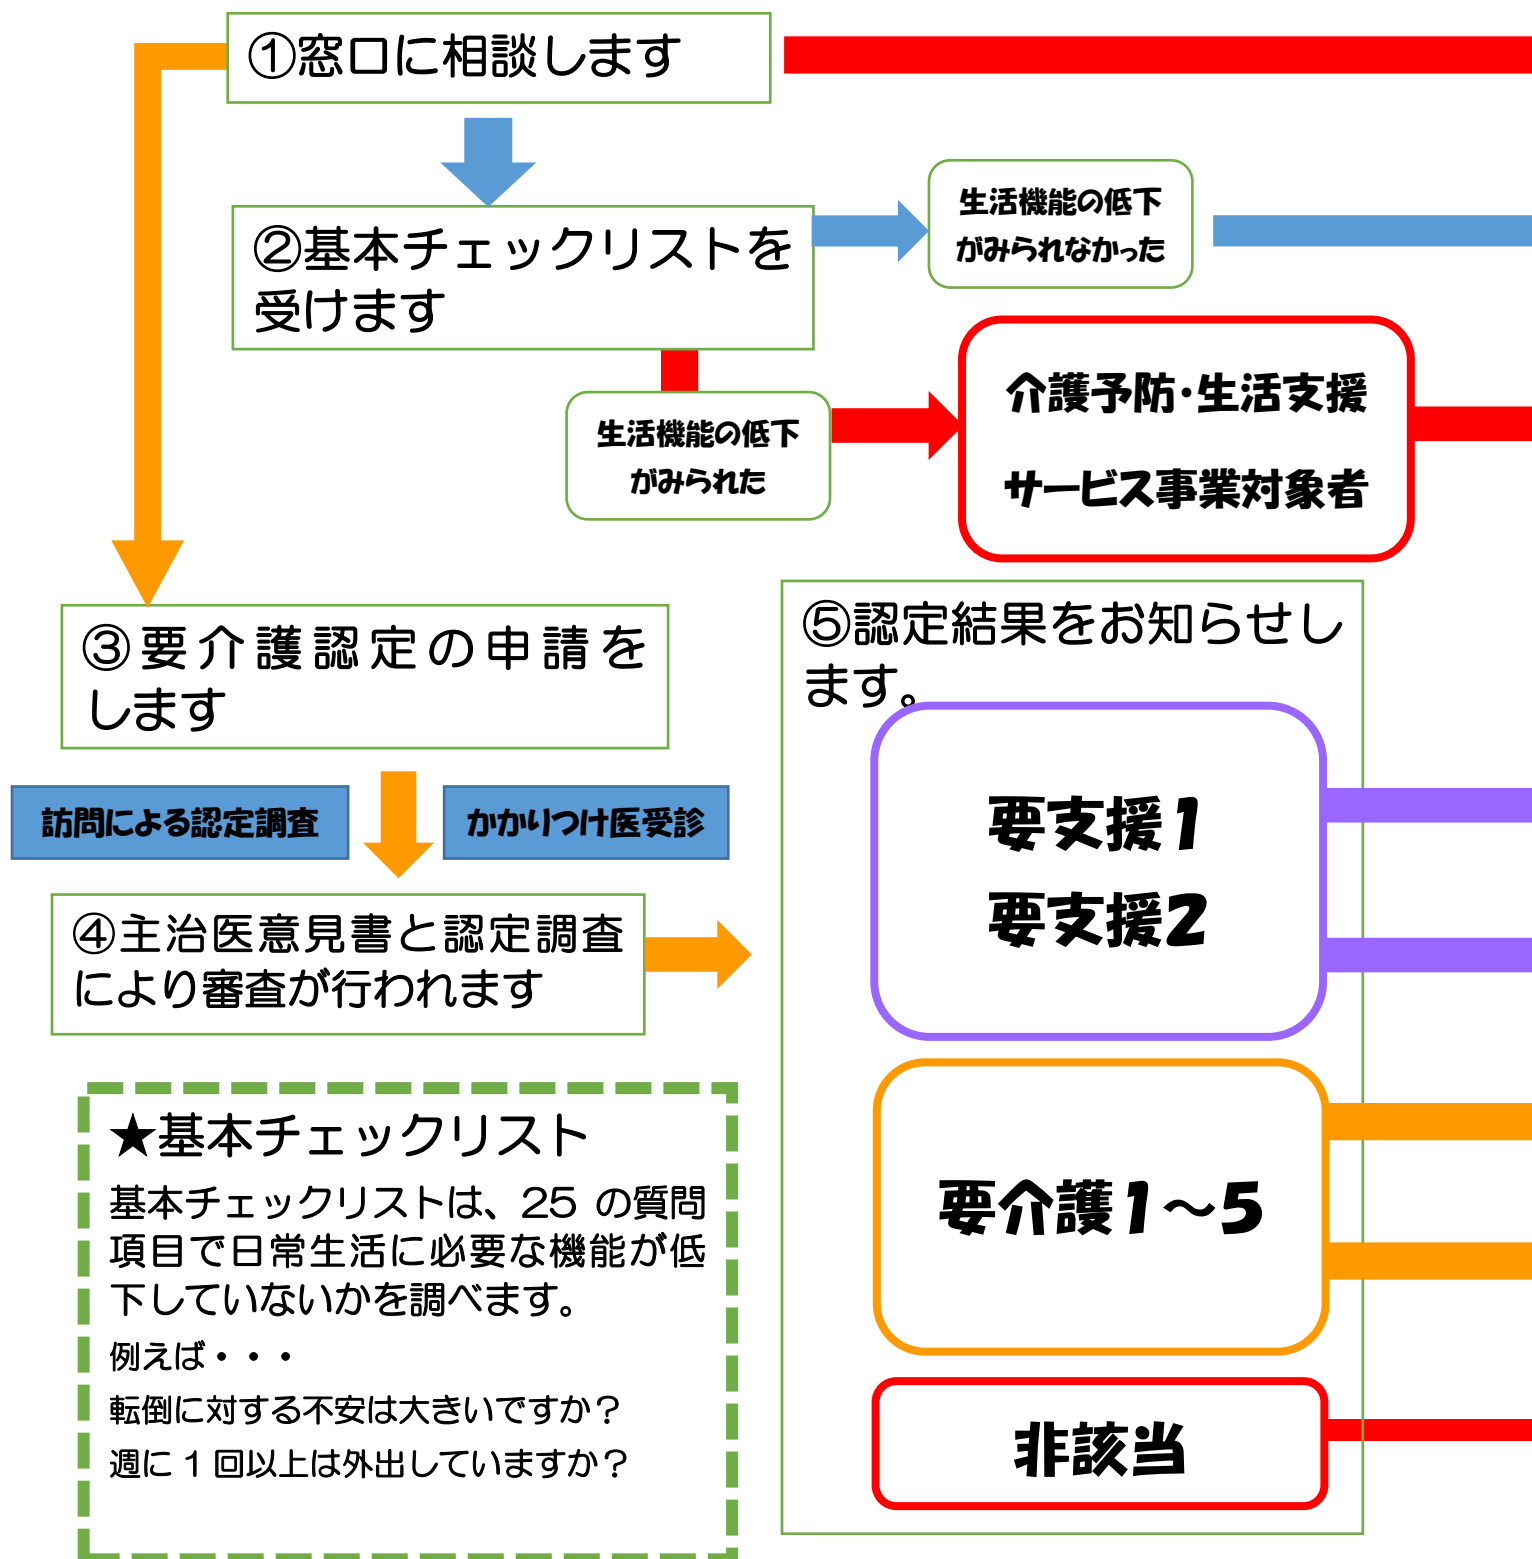 ①窓口に相談します
②基本チェックリストを
受けます
生活機能の低下
がみられなかった
生活機能の低下
がみられた
介護予防・生活支援
サービス事業対象者
③要介護認定の申請を
します
訪問による認定調査
かかりつけ医受診
④主治医意見書と認定調査
により審査が行われます
⑤認定結果をお知らせし
ます。
要支援1
要支援2
要介護1～5
非該当
★基本チェックリスト
基本チェックリストは、25 の質問
項目で日常生活に必要な機能が低
下していないかを調べます。
例えば・・・
転倒に対する不安は大きいですか？
週に 1 回以上は外出していますか？